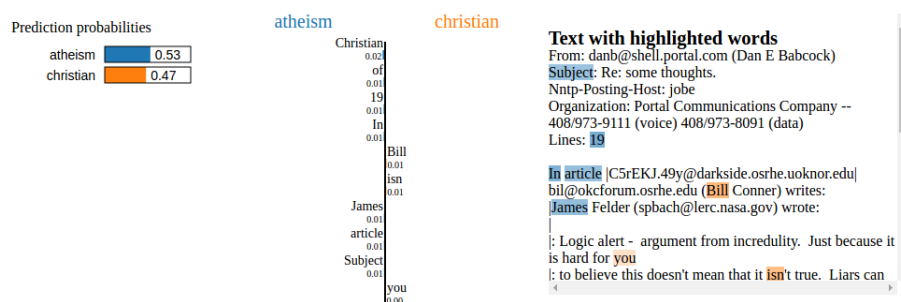 Prediction probabilities
atheism 0.53
christian 0.47
atheism christian
Christian
0.02
of
0.01
19
0.01
In
0.01
Bill
0.01
isn
0.01
James
0.01
article
0.01
Subject
0.01
you
0.00
Text with highlighted words
From: danb@shell.portal.com (Dan E Babcock)
Subject: Re: some thoughts.
Nntp-Posting-Host: jobe
Organization: Portal Communications Company --
408/973-9111 (voice) 408/973-8091 (data)
Lines: 19
In article |C5rEKJ.49y@darkside.osrhe.uoknor.edu|
bil@okcforum.osrhe.edu (Bill Conner) writes:
|James Felder (spbach@lerc.nasa.gov) wrote:
|
|: Logic alert - argument from incredulity. Just because it
is hard for you
|: to believe this doesn't mean that it isn't true. Liars can